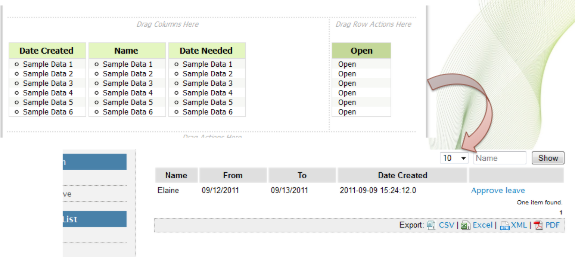 Drag Columns Here
Drag Row Actions Here
Date Created Name Date Needed Open
Sample Data 1 Sample Data 1 Sample Data 1 Open
Sample Data 2 Sample Data 2 Sample Data 2 Open
Sample Data 3 Sample Data 3 Sample Data 3 Open
Sample Data 4 Sample Data 4 Sample Data 4 Open
Sample Data 5 Sample Data 5 Sample Data 5 Open
Sample Data 6 Sample Data 6 Sample Data 6 Open
Drag Actions Here
10 Name Show
Name From To Date Created
Elaine 09/12/2011 09/13/2011 2011-09-09 15:24:12.0 Approve leave
One item found.
1
Export: CSV | Excel | XML | PDF
n
ve
List